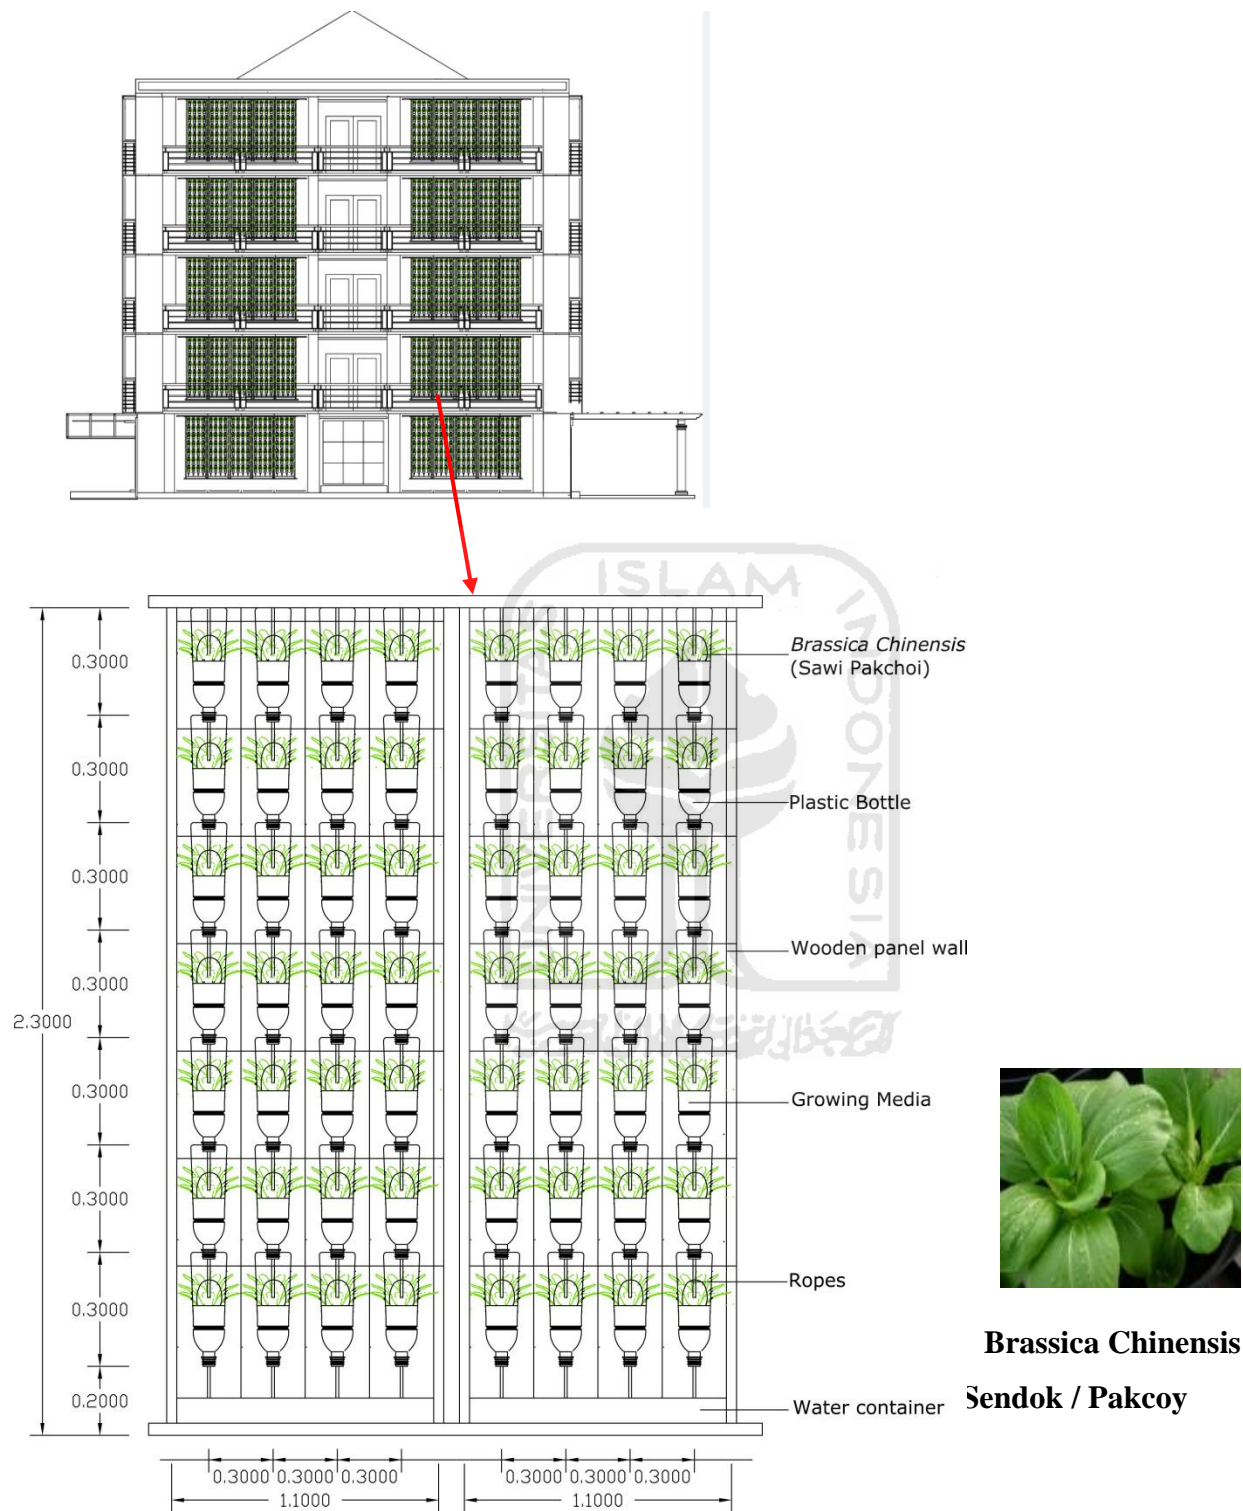 ISLAM
UNIVERSITAS
INDONESIA
0.3000
Brassica Chinensis
(Sawi Pakchoi)
0.3000
Plastic Bottle
0.3000
Wooden panel wall
0.3000
2.3000
0.3000
Growing Media
0.3000
0.3000
Ropes
Brassica Chinensis
0.2000
Water container
Sendok / Pakcoy
0.3000 0.3000 0.3000
0.3000 0.3000 0.3000
1.1000
1.1000